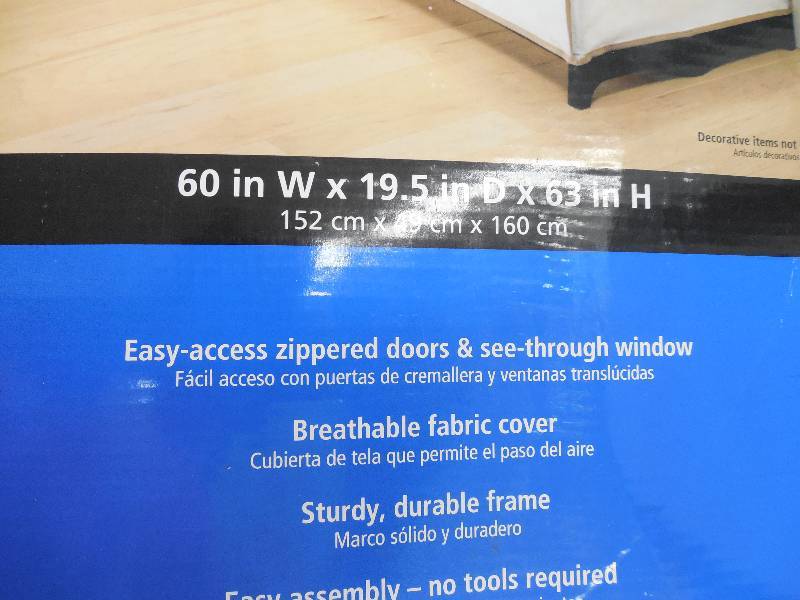 Decorative items not
Artículos decorativos
60 in W x 19.5 in D x 63 in H
152 cm x 49 cm x 160 cm
Easy-access zippered doors & see-through window
Fácil acceso con puertas de cremallera y ventanas translúcidas
Breathable fabric cover
Cubierta de tela que permite el paso del aire
Sturdy, durable frame
Marco sólido y duradero
Easy assembly – no tools required